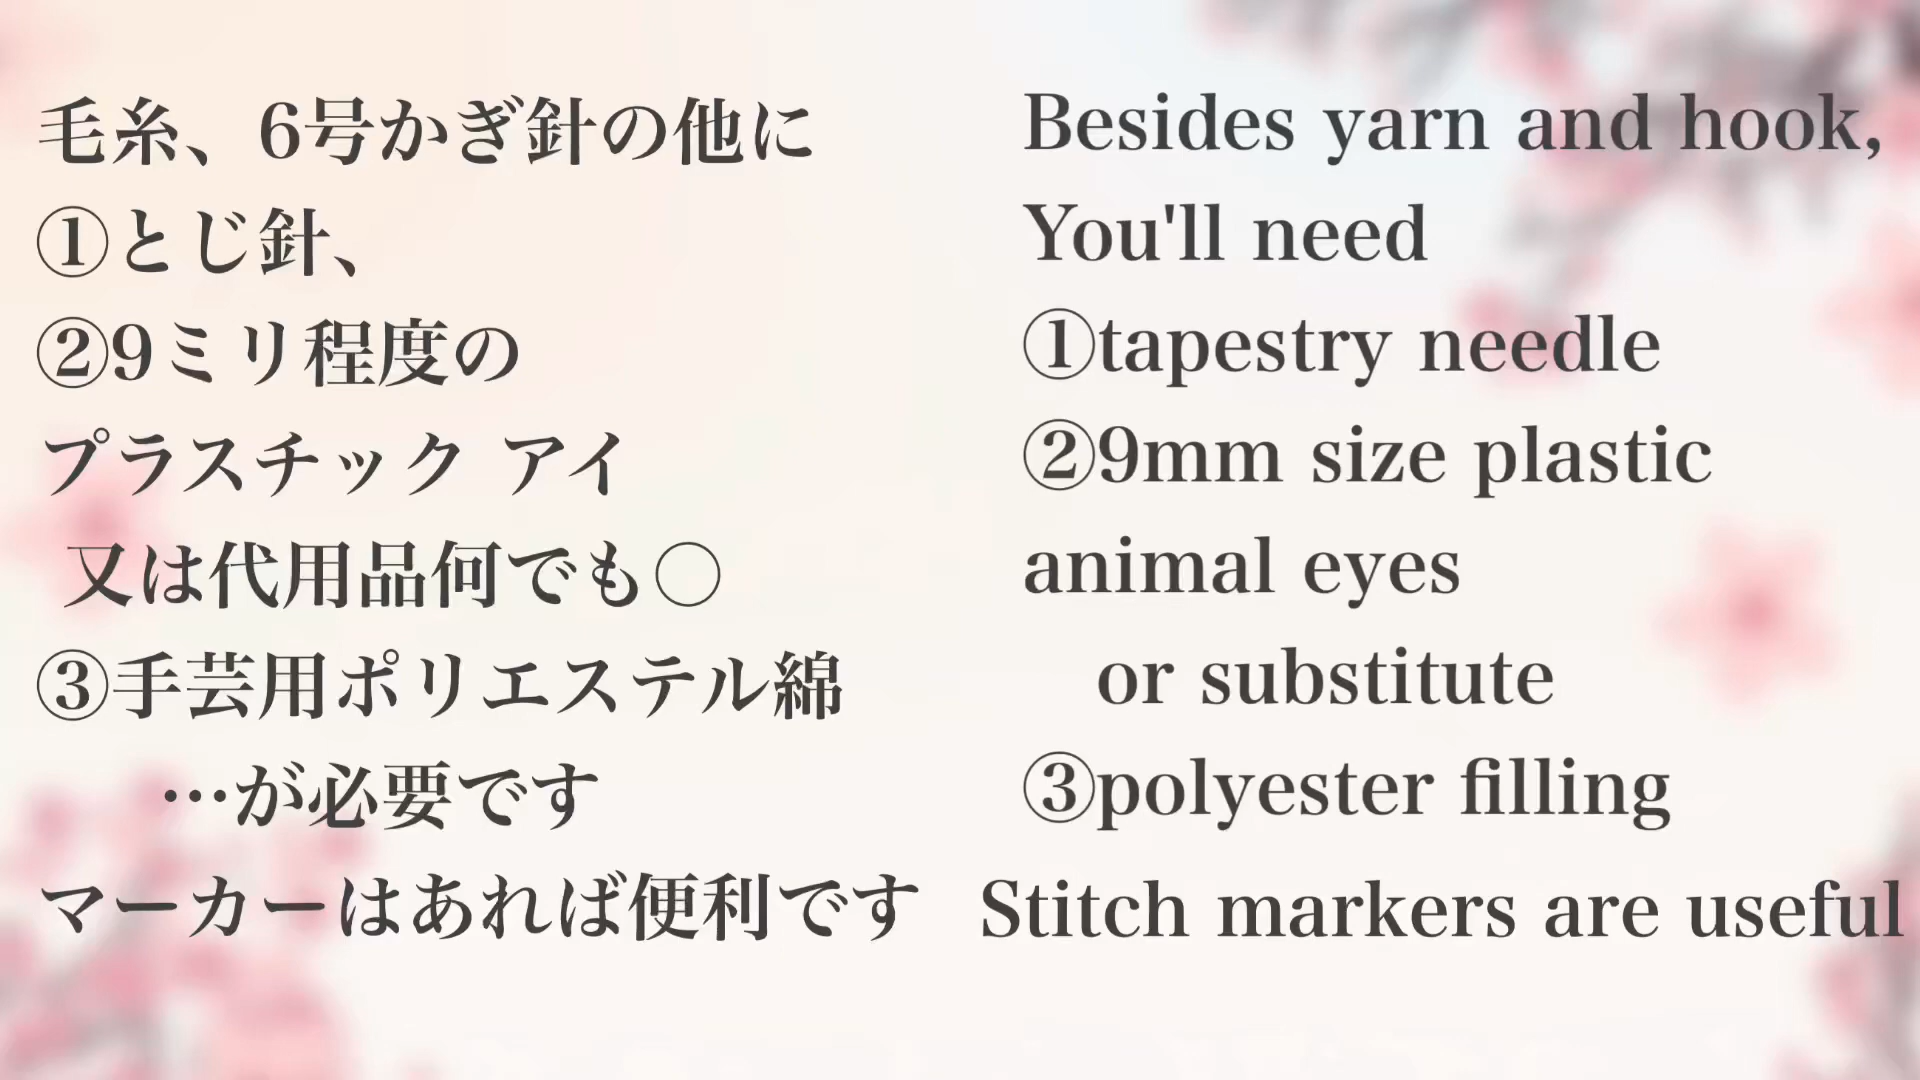 毛糸、6号かぎ針の他に
①とじ針、
②9ミリ程度の
プラスチック アイ
又は代用品何でも○
③手芸用ポリエステル綿
…が必要です
マーカーはあれば便利です
Besides yarn and hook,
You'll need
①tapestry needle
②9mm size plastic
animal eyes
or substitute
③polyester filling
Stitch markers are useful